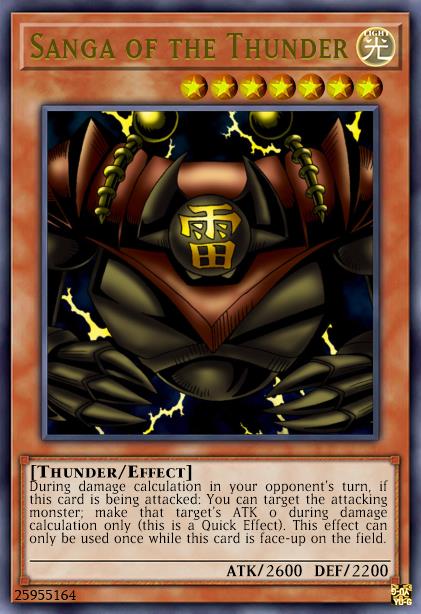 Sanga of the Thunder
LIGHT
光
雷
[Thunder/Effect]
During damage calculation in your opponent's turn, if
this card is being attacked: You can target the attacking
monster; make that target's ATK 0 during damage
calculation only (this is a Quick Effect). This effect can
only be used once while this card is face-up on the field.
ATK/2600 DEF/2200
25955164